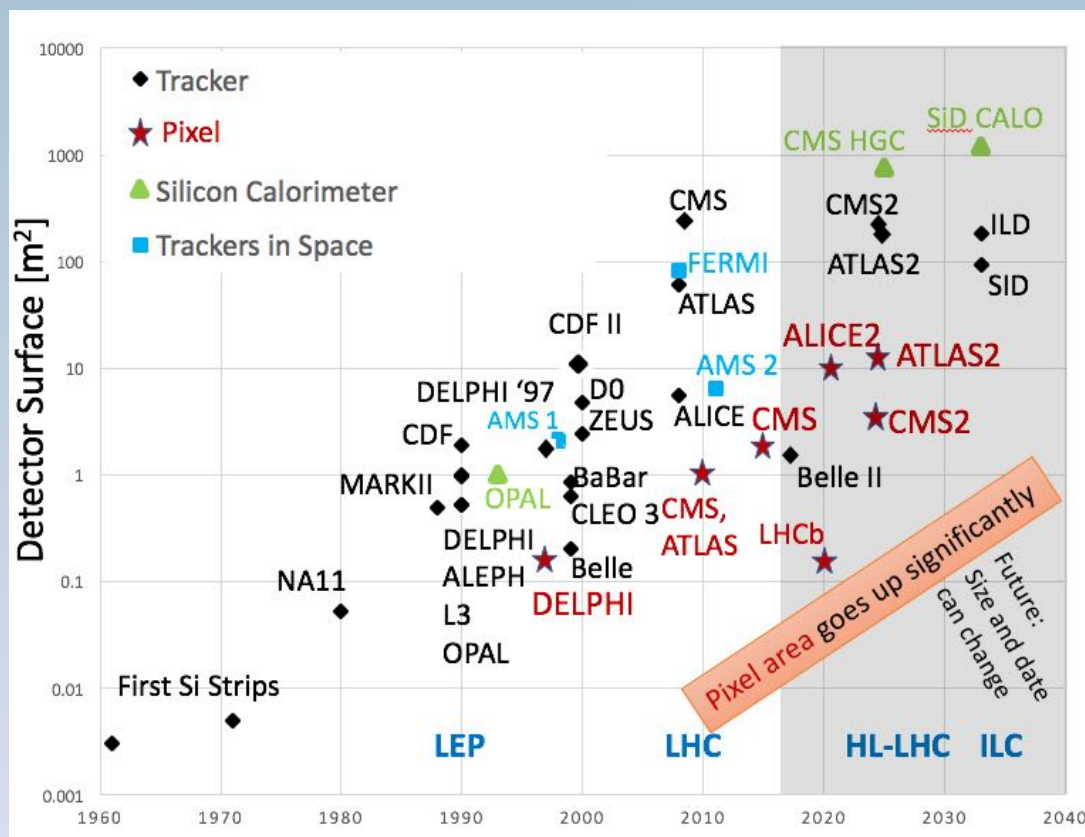 10000
1000
100
10
1
0.1
0.01
0.001
1960
1970
1980
1990
2000
2010
2020
2030
2040
Detector Surface [m²]
Tracker
Pixel
Silicon Calorimeter
Trackers in Space
SiD CALO
CMS HGC
CMS
CMS2
ILD
FERMI
ATLAS2
SID
ATLAS
CDF II
ALICE2
ATLAS2
DELPHI '97
D0
AMS 2
AMS 1
ZEUS
ALICE
CMS
CMS2
CDF
MARKII
OPAL
BaBar
Belle II
CLEO 3
CMS,
ATLAS
LHCb
DELPHI
ALEPH
L3
OPAL
Belle
DELPHI
NA11
First Si Strips
Pixel area goes up significantly
Future:
Size and date
can change
LEP
LHC
HL-LHC
ILC